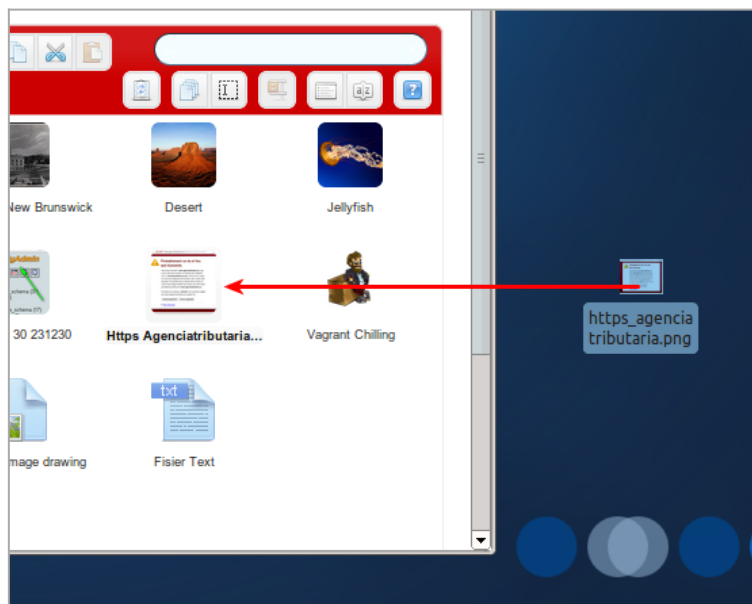 New Brunswick
Desert
Jellyfish
30 231230
Https Agenciatributaria...
Vagrant Chilling
https_agencia
tributaria.png
txt
mage drawing
Fisier Text